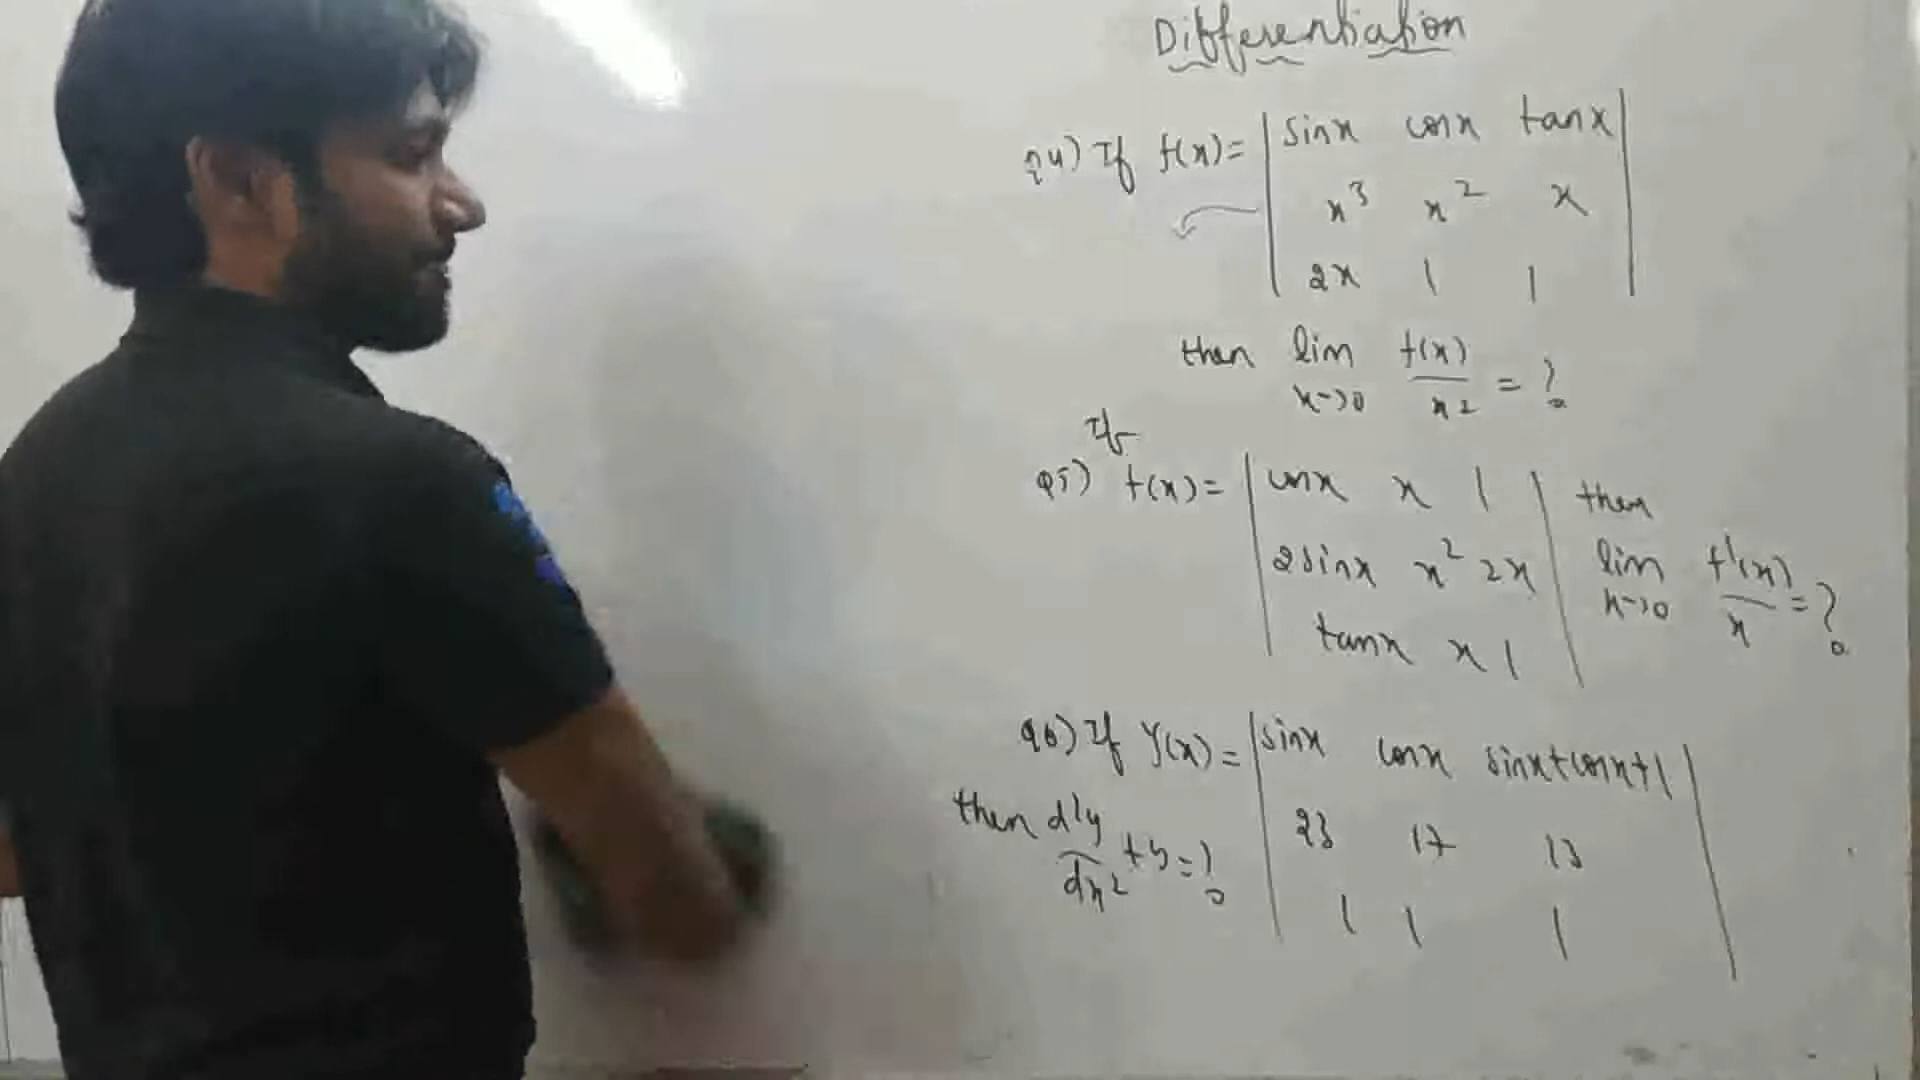 Differentiation
Q4) If f(x) = | sinx cosx tanx |
x³ x² x
2x 1 1
then lim f(x)/x² = ?
x->0
If
Q5) f(x) = | cosx x 1 | then
2sinx x² 2x lim f'(x)/x = ?
x->0
tanx x 1
Q6) If Y(x) = | sinx cosx sinx+cosx+1 |
then d²y/dx² + y = ? 23 17 13
1 1 1